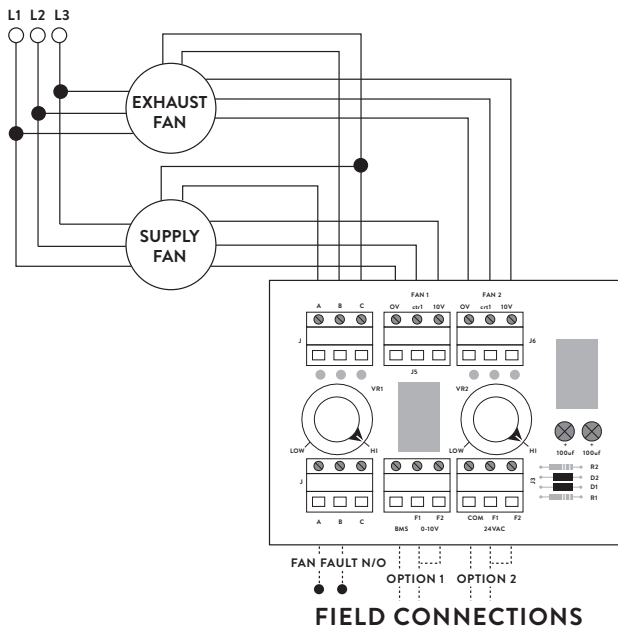 L1 L2 L3
EXHAUST
FAN
SUPPLY
FAN
FAN 1 FAN 2
A B C OV ctr1 10V OV crt1 10V
J J6
J5
VR1 VR2
LOW HI LOW HI
+ +
100uf 100uf
R2
D2
D1
R1
J J3
F1 F2 COM F1 F2
A B C BMS 0-10V 24VAC
FAN FAULT N/O
OPTION 1 OPTION 2
FIELD CONNECTIONS